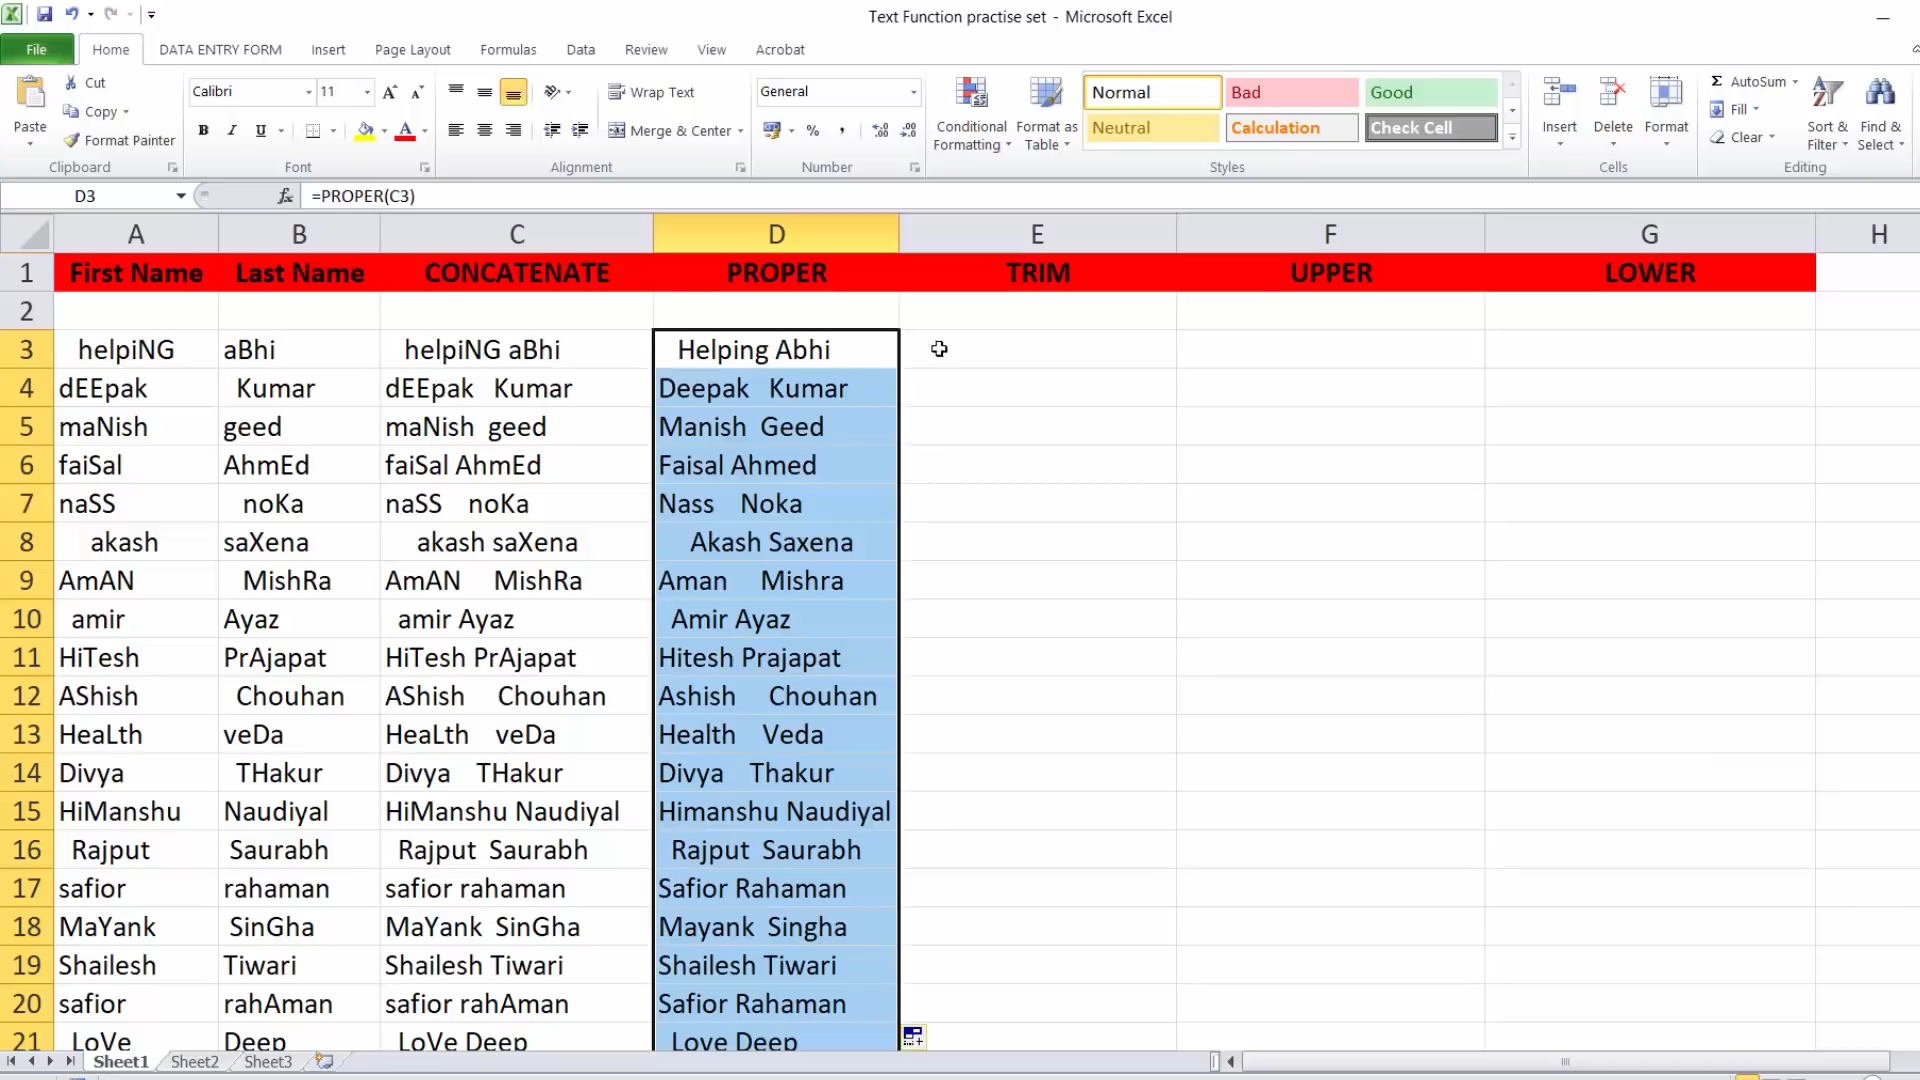 Text Function practise set - Microsoft Excel
File Home DATA ENTRY FORM Insert Page Layout Formulas Data Review View Acrobat
Paste Cut Copy Format Painter Clipboard
Calibri 11 B I U A Font
Wrap Text Merge & Center Alignment
General % , Number
Conditional Formatting Format as Table Normal Bad Good Neutral Calculation Check Cell Styles
Insert Delete Format Cells
Σ AutoSum Fill Clear Sort & Filter Find & Select Editing
D3 fx =PROPER(C3)
A B C D E F G H
1 First Name Last Name CONCATENATE PROPER TRIM UPPER LOWER
2
3 helpiNG aBhi helpiNG aBhi Helping Abhi
4 dEEpak Kumar dEEpak Kumar Deepak Kumar
5 maNish geed maNish geed Manish Geed
6 faiSal AhmEd faiSal AhmEd Faisal Ahmed
7 naSS noKa naSS noKa Nass Noka
8 akash saXena akash saXena Akash Saxena
9 AmAN MishRa AmAN MishRa Aman Mishra
10 amir Ayaz amir Ayaz Amir Ayaz
11 HiTesh PrAjapat HiTesh PrAjapat Hitesh Prajapat
12 AShish Chouhan AShish Chouhan Ashish Chouhan
13 HeaLth veDa HeaLth veDa Health Veda
14 Divya THakur Divya THakur Divya Thakur
15 HiManshu Naudiyal HiManshu Naudiyal Himanshu Naudiyal
16 Rajput Saurabh Rajput Saurabh Rajput Saurabh
17 safior rahaman safior rahaman Safior Rahaman
18 MaYank SinGha MaYank SinGha Mayank Singha
19 Shailesh Tiwari Shailesh Tiwari Shailesh Tiwari
20 safior rahAman safior rahAman Safior Rahaman
21 LoVe Deep LoVe Deep Love Deep
Sheet1 Sheet2 Sheet3